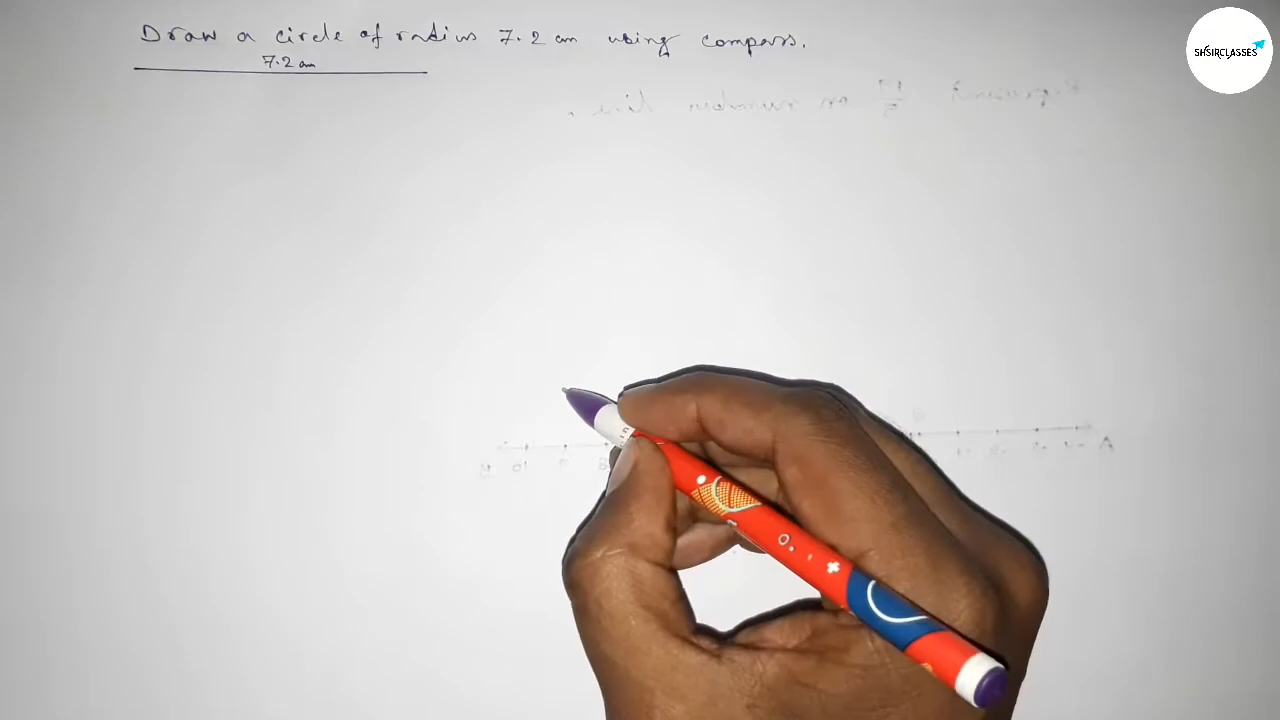 Draw a circle of radius 7.2 cm using compass.
7.2 cm
SHSIRCLASSES